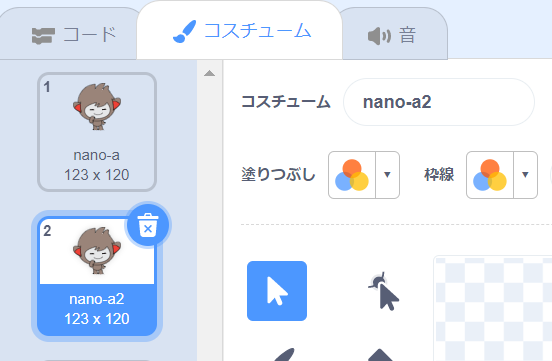 コード
コスチューム
音
1
nano-a
123 x 120
2
nano-a2
123 x 120
コスチューム
nano-a2
塗りつぶし
枠線